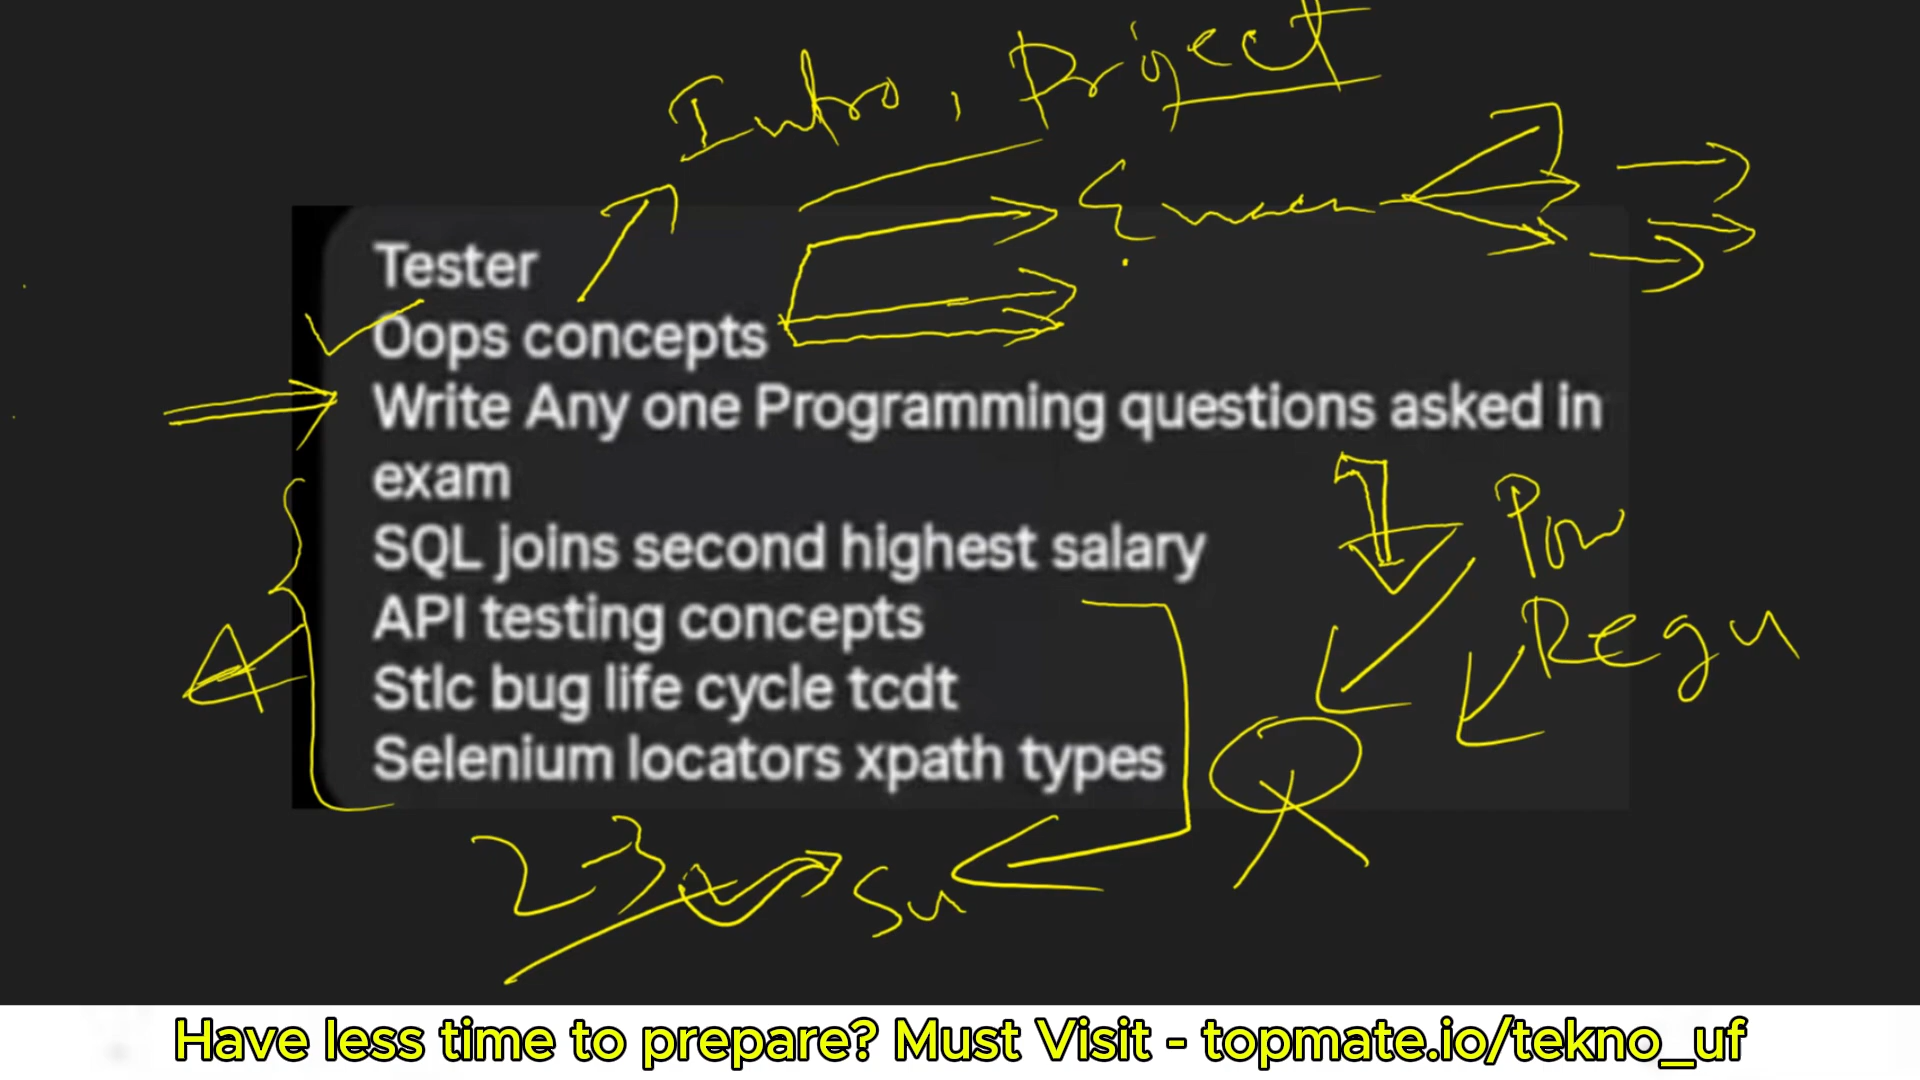 Intro, Project
Tester
Oops concepts
Write Any one Programming questions asked in
exam
SQL joins second highest salary
API testing concepts
Stlc bug life cycle tcdt
Selenium locators xpath types
23
Have less time to prepare? Must Visit - topmate.io/tekno_uf